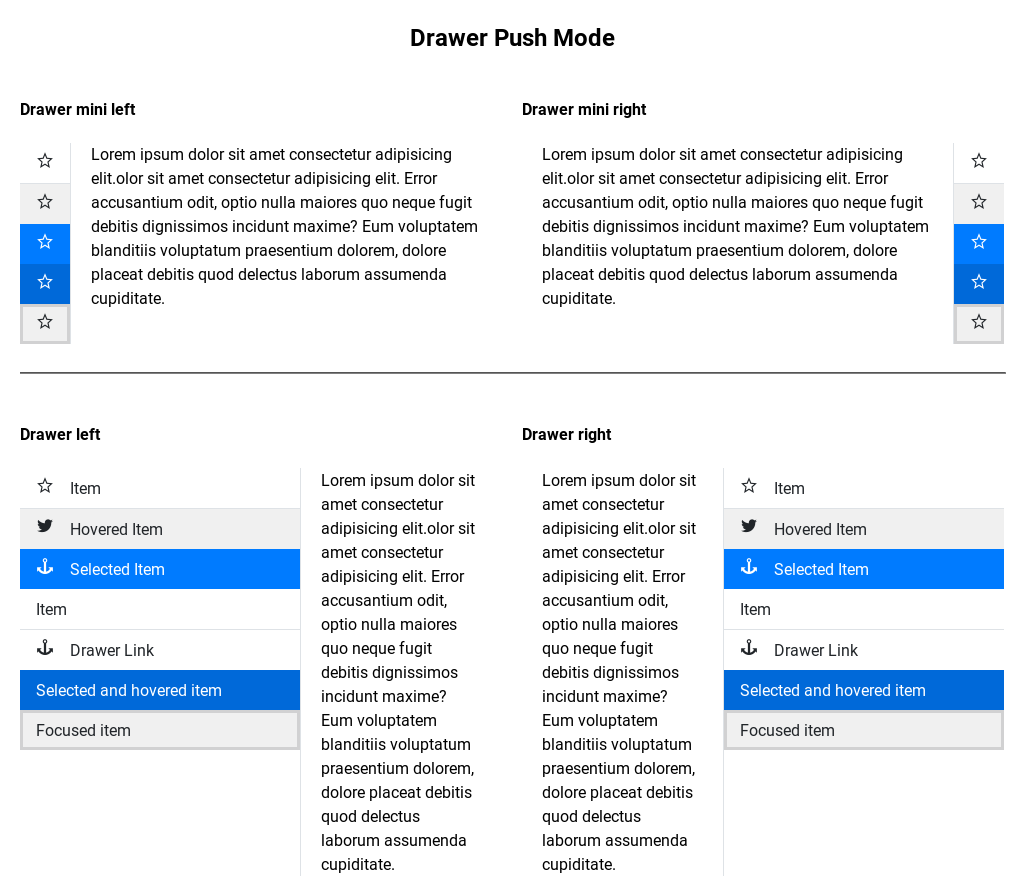 Drawer Push Mode
Drawer mini left
Lorem ipsum dolor sit amet consectetur adipisicing
elit.olor sit amet consectetur adipisicing elit. Error
accusantium odit, optio nulla maiores quo neque fugit
debitis dignissimos incidunt maxime? Eum voluptatem
blanditiis voluptatum praesentium dolorem, dolore
placeat debitis quod delectus laborum assumenda
cupiditate.
Drawer mini right
Lorem ipsum dolor sit amet consectetur adipisicing
elit.olor sit amet consectetur adipisicing elit. Error
accusantium odit, optio nulla maiores quo neque fugit
debitis dignissimos incidunt maxime? Eum voluptatem
blanditiis voluptatum praesentium dolorem, dolore
placeat debitis quod delectus laborum assumenda
cupiditate.
Drawer left
Item
Hovered Item
Selected Item
Item
Drawer Link
Selected and hovered item
Focused item
Lorem ipsum dolor sit
amet consectetur
adipisicing elit.olor sit
amet consectetur
adipisicing elit. Error
accusantium odit,
optio nulla maiores
quo neque fugit
debitis dignissimos
incidunt maxime?
Eum voluptatem
blanditiis voluptatum
praesentium dolorem,
dolore placeat debitis
quod delectus
laborum assumenda
cupiditate.
Drawer right
Lorem ipsum dolor sit
amet consectetur
adipisicing elit.olor sit
amet consectetur
adipisicing elit. Error
accusantium odit,
optio nulla maiores
quo neque fugit
debitis dignissimos
incidunt maxime?
Eum voluptatem
blanditiis voluptatum
praesentium dolorem,
dolore placeat debitis
quod delectus
laborum assumenda
cupiditate.
Item
Hovered Item
Selected Item
Item
Drawer Link
Selected and hovered item
Focused item